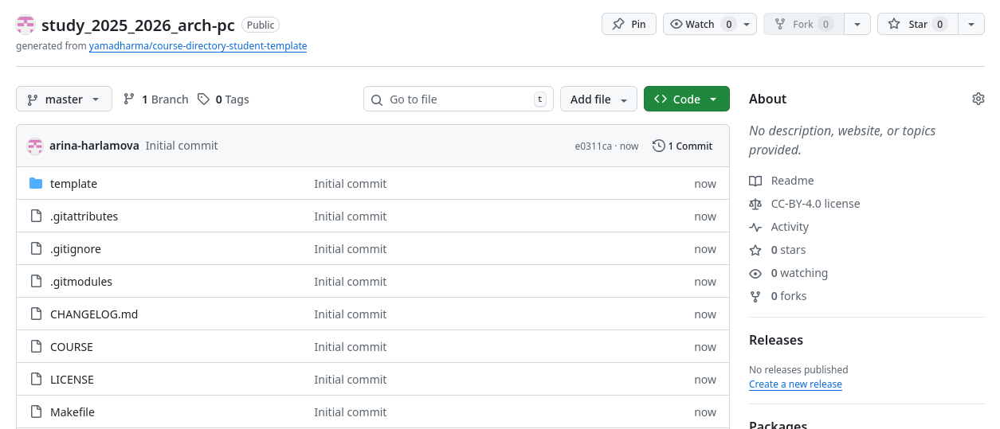 study_2025_2026_arch-pc Public Pin Watch 0 Fork 0 Star 0
generated from yamadharma/course-directory-student-template
master 1 Branch 0 Tags Go to file t Add file Code
arina-harlamova Initial commit e0311ca · now 1 Commit
template Initial commit now
.gitattributes Initial commit now
.gitignore Initial commit now
.gitmodules Initial commit now
CHANGELOG.md Initial commit now
COURSE Initial commit now
LICENSE Initial commit now
Makefile Initial commit now
About
No description, website, or topics
provided.
Readme
CC-BY-4.0 license
Activity
0 stars
0 watching
0 forks
Releases
No releases published
Create a new release
Packages